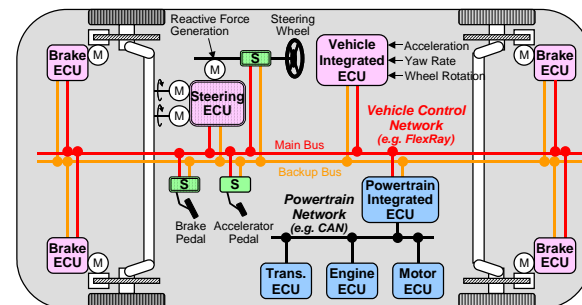 Reactive Force
Generation
Steering
Wheel
M
S
Brake
ECU
M
M
M
Steering
ECU
Vehicle
Integrated
ECU
Acceleration
Yaw Rate
Wheel Rotation
Brake
ECU
M
Vehicle Control
Network
(e.g. FlexRay)
Main Bus
Backup Bus
S
S
Brake
Pedal
Accelerator
Pedal
Powertrain
Network
(e.g. CAN)
Powertrain
Integrated
ECU
Brake
ECU
M
Trans.
ECU
Engine
ECU
Motor
ECU
Brake
ECU
M